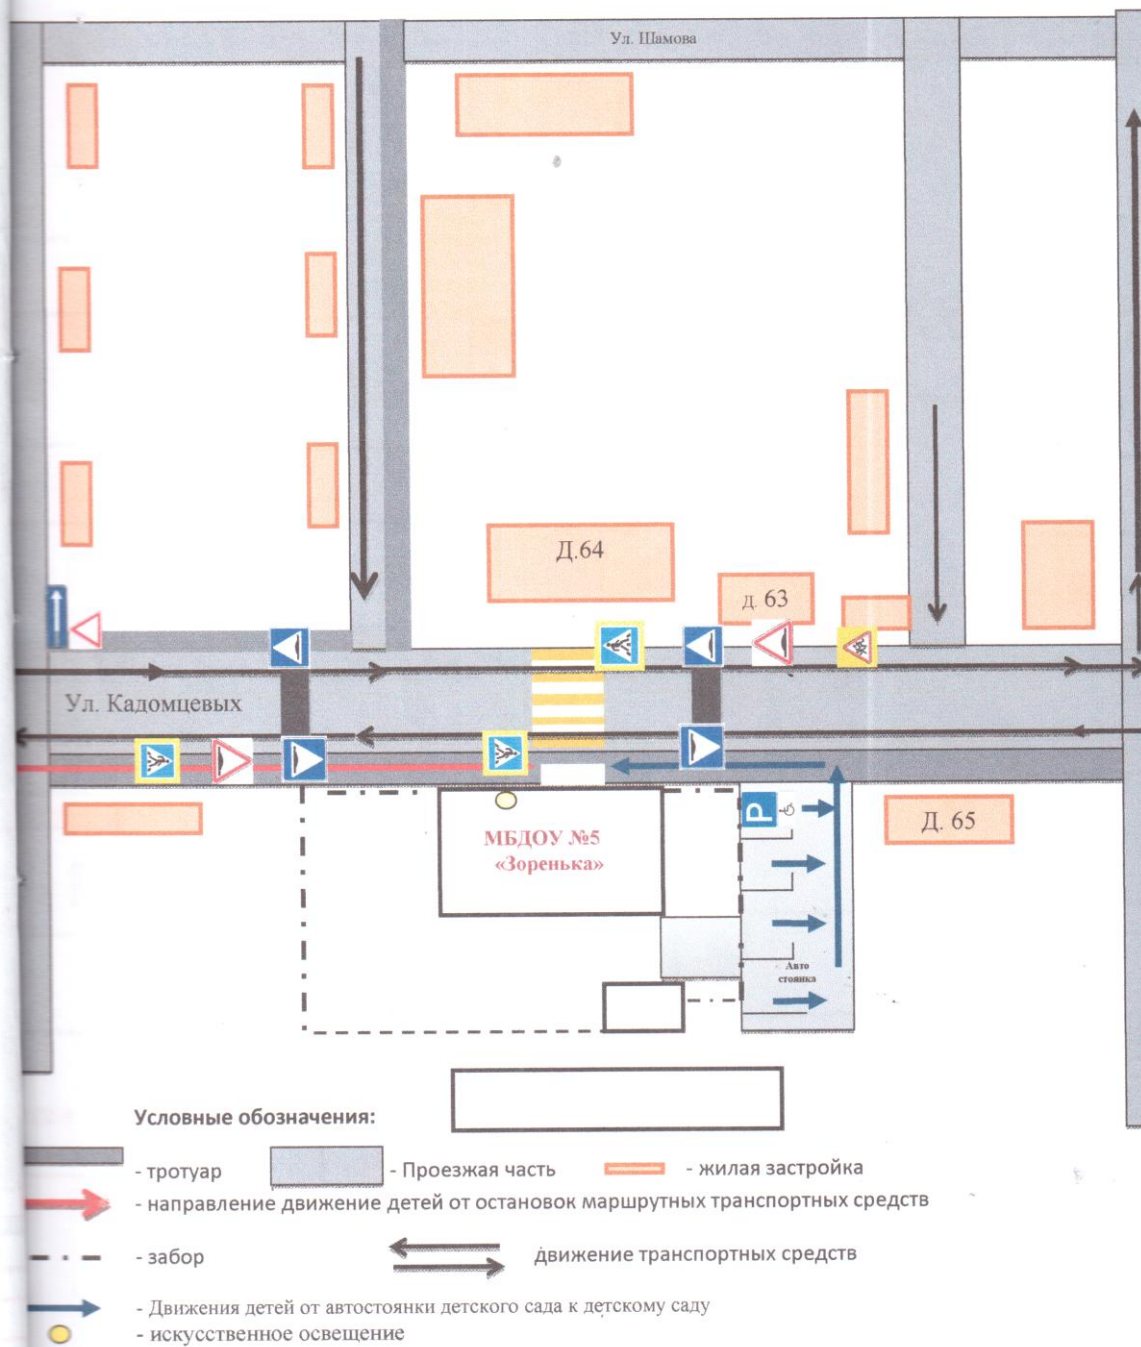 Ул. Шамова
Д.64
д. 63
Ул. Кадомцевых
P
Д. 65
МБДОУ №5
«Зоренька»
Авто
стоянка
Условные обозначения:
- тротуар
- Проезжая часть
- жилая застройка
- направление движение детей от остановок маршрутных транспортных средств
- забор
движение транспортных средств
- Движения детей от автостоянки детского сада к детскому саду
- искусственное освещение